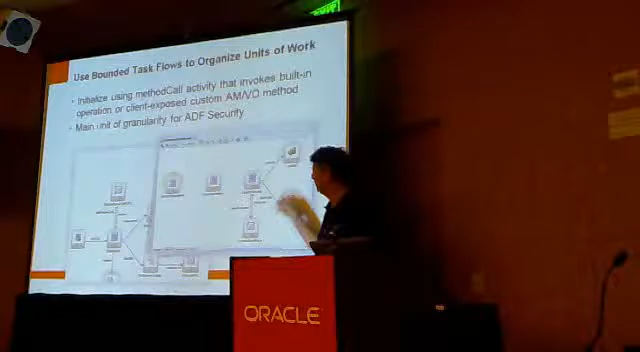 Use Bounded Task Flows to Organize Units of Work
• Initialize using methodCall activity that invokes built-in
operation or client-exposed custom AM/VO method
• Main unit of granularity for ADF Security
ORACLE